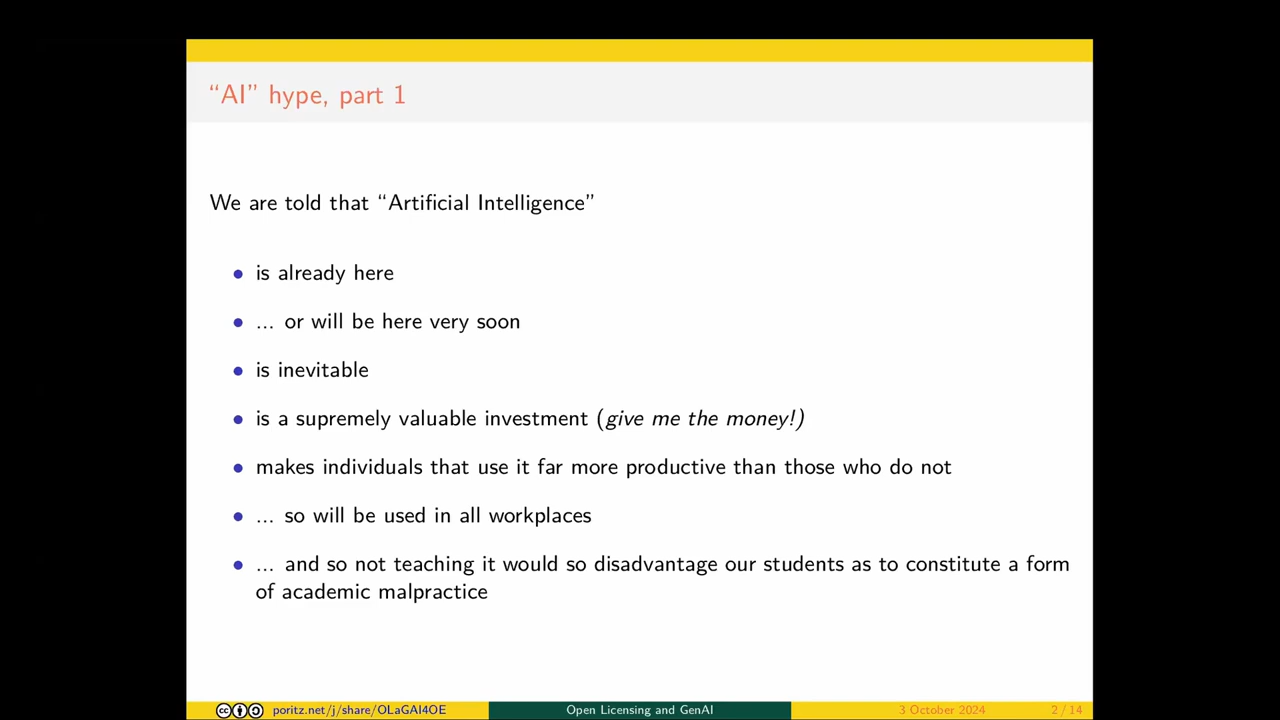 “AI” hype, part 1
We are told that “Artificial Intelligence”
• is already here
• ... or will be here very soon
• is inevitable
• is a supremely valuable investment (give me the money!)
• makes individuals that use it far more productive than those who do not
• ... so will be used in all workplaces
• ... and so not teaching it would so disadvantage our students as to constitute a form
of academic malpractice
cc poritz.net/j/share/OLaGAI4OE Open Licensing and GenAI 3 October 2024 2 / 14